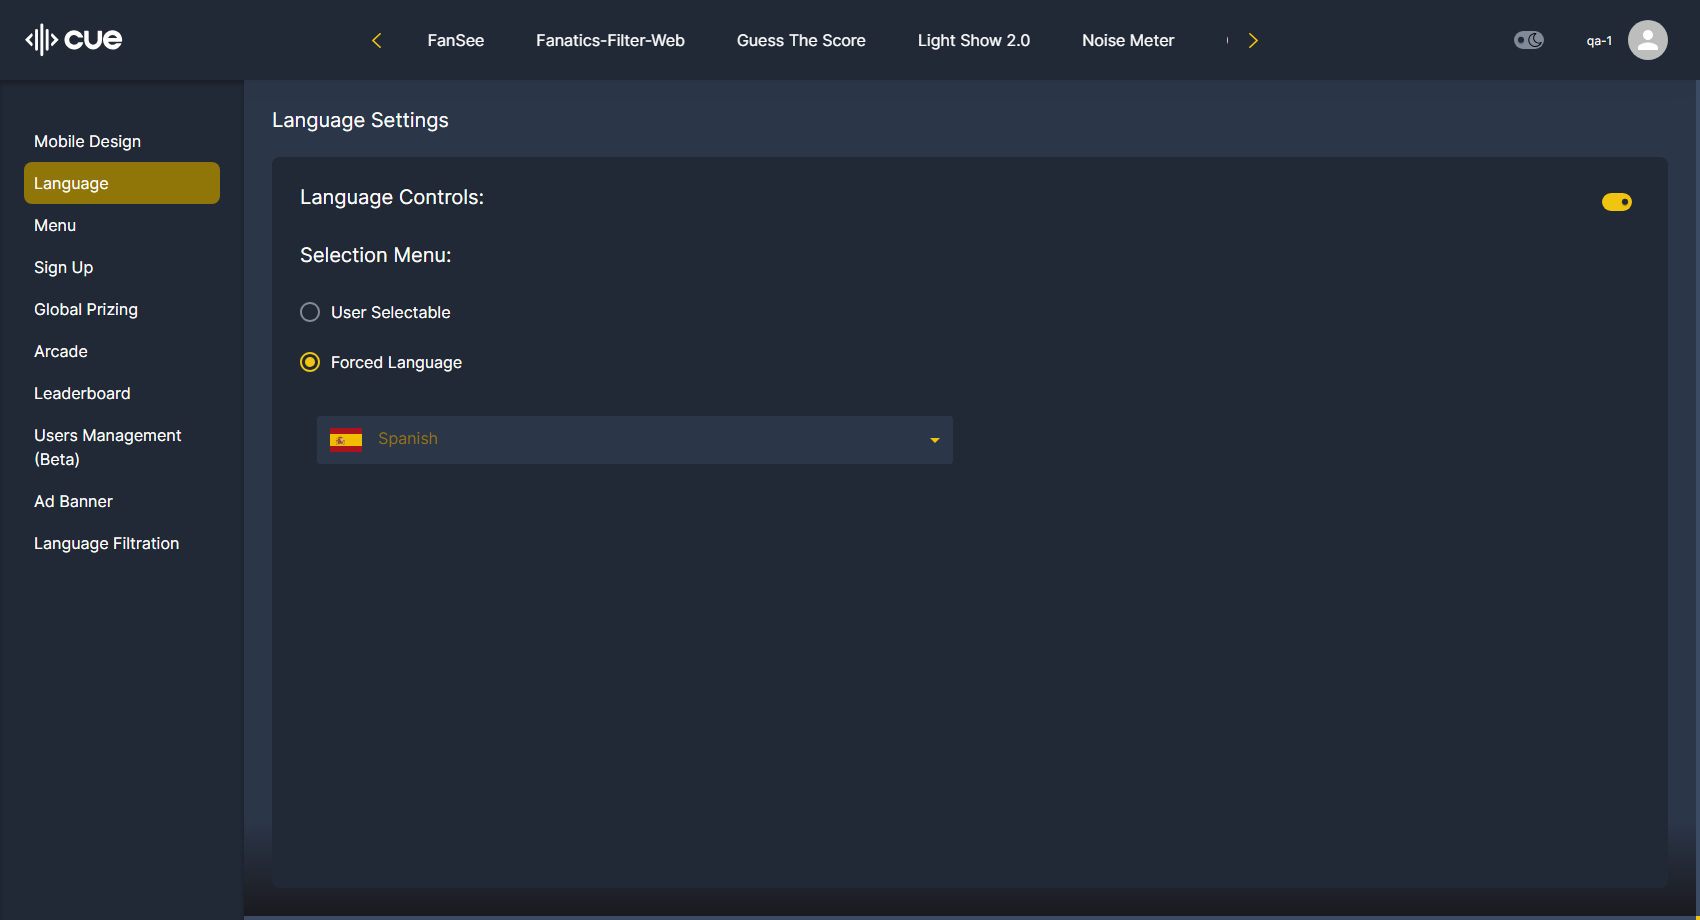 cue
FanSee
Fanatics-Filter-Web
Guess The Score
Light Show 2.0
Noise Meter
qa-1
Mobile Design
Language
Menu
Sign Up
Global Prizing
Arcade
Leaderboard
Users Management
(Beta)
Ad Banner
Language Filtration
Language Settings
Language Controls:
Selection Menu:
User Selectable
Forced Language
Spanish